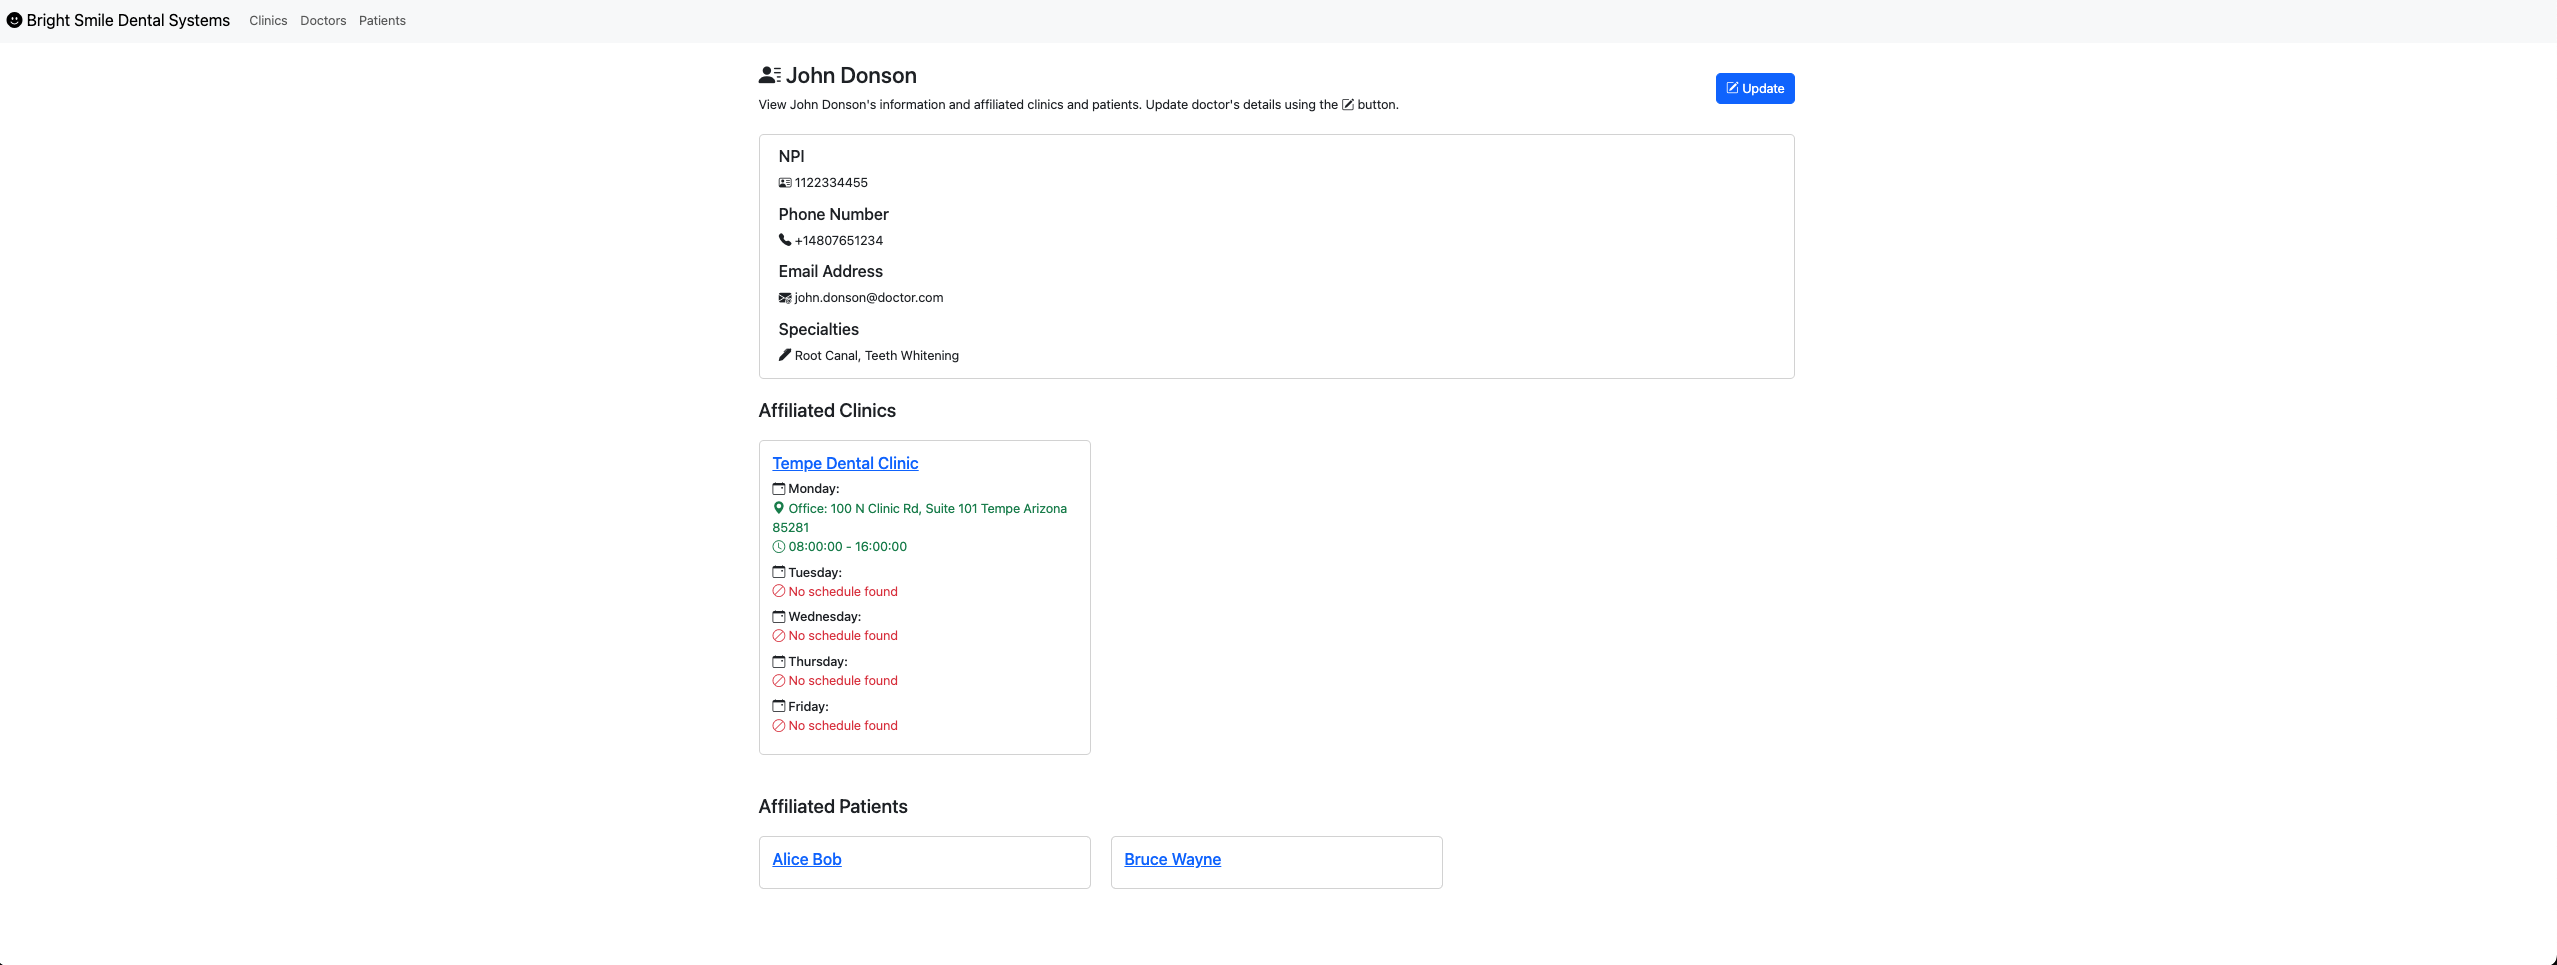 Bright Smile Dental Systems Clinics Doctors Patients
John Donson
Update
View John Donson's information and affiliated clinics and patients. Update doctor's details using the button.
NPI
1122334455
Phone Number
+14807651234
Email Address
john.donson@doctor.com
Specialties
Root Canal, Teeth Whitening
Affiliated Clinics
Tempe Dental Clinic
Monday:
Office: 100 N Clinic Rd, Suite 101 Tempe Arizona
85281
08:00:00 - 16:00:00
Tuesday:
No schedule found
Wednesday:
No schedule found
Thursday:
No schedule found
Friday:
No schedule found
Affiliated Patients
Alice Bob
Bruce Wayne